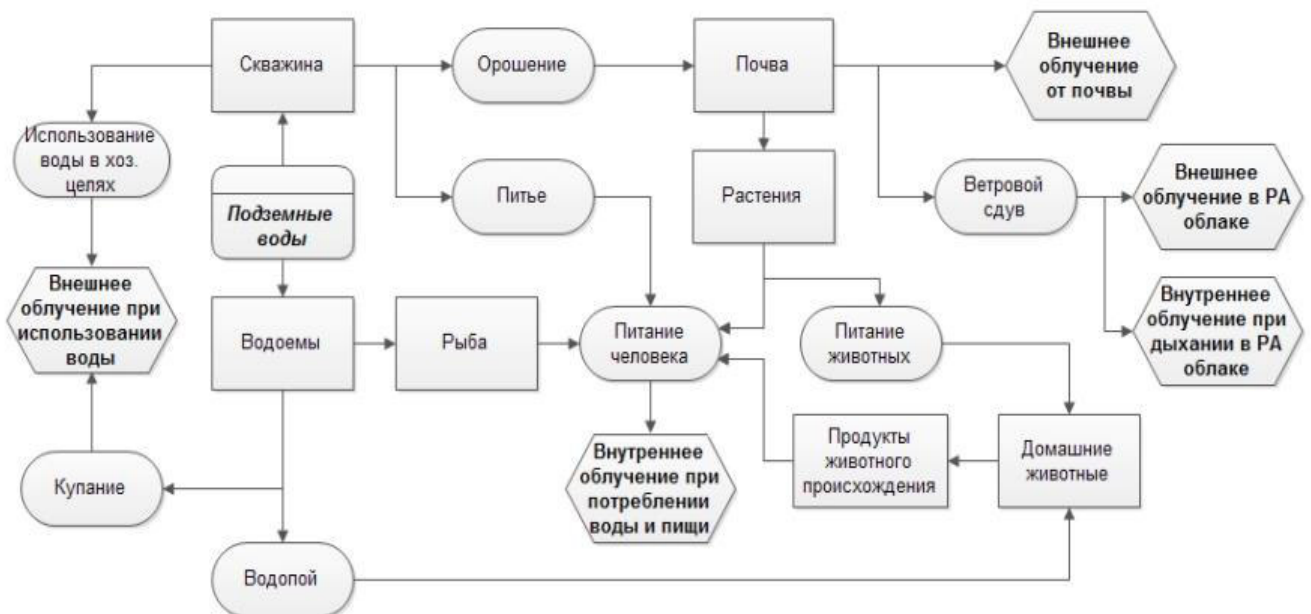 Скважина
Орошение
Почва
Внешнее
облучение
от почвы
Использование
воды в хоз.
целях
Подземные
воды
Питье
Растения
Ветровой
сдув
Внешнее
облучение в РА
облаке
Внешнее
облучение при
использовании
воды
Водоемы
Рыба
Питание
человека
Питание
животных
Внутреннее
облучение при
дыхании в РА
облаке
Купание
Внутреннее
облучение при
потреблении
воды и пищи
Продукты
животного
происхождения
Домашние
животные
Водопой